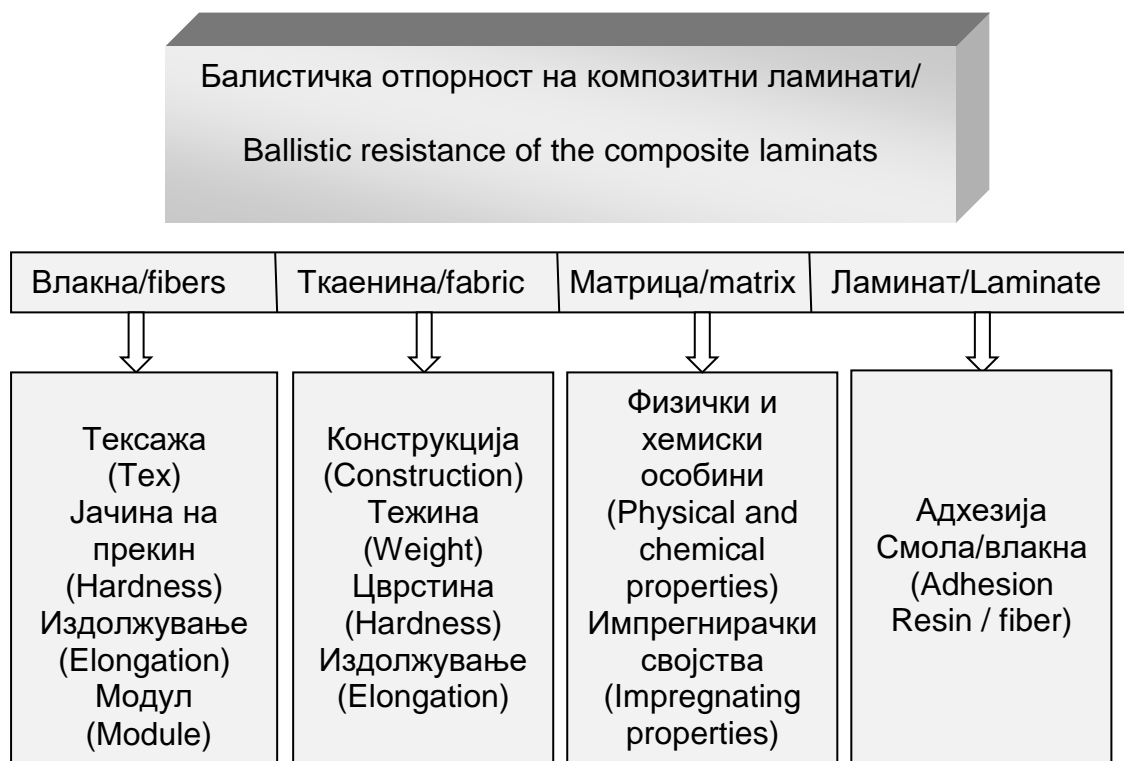 Балистичка отпорност на композитни ламинати/
Ballistic resistance of the composite laminats
Влакна/fibers
Ткаенина/fabric
Матрица/matrix
Ламинат/Laminate
Тексажа
(Tex)
Јачина на
прекин
(Hardness)
Издолжување
(Elongation)
Модул
(Module)
Конструкција
(Construction)
Тежина
(Weight)
Цврстина
(Hardness)
Издолжување
(Elongation)
Физички и
хемиски
особини
(Physical and
chemical
properties)
Импрегнирачки
својства
(Impregnating
properties)
Адхезија
Смола/влакна
(Adhesion
Resin / fiber)